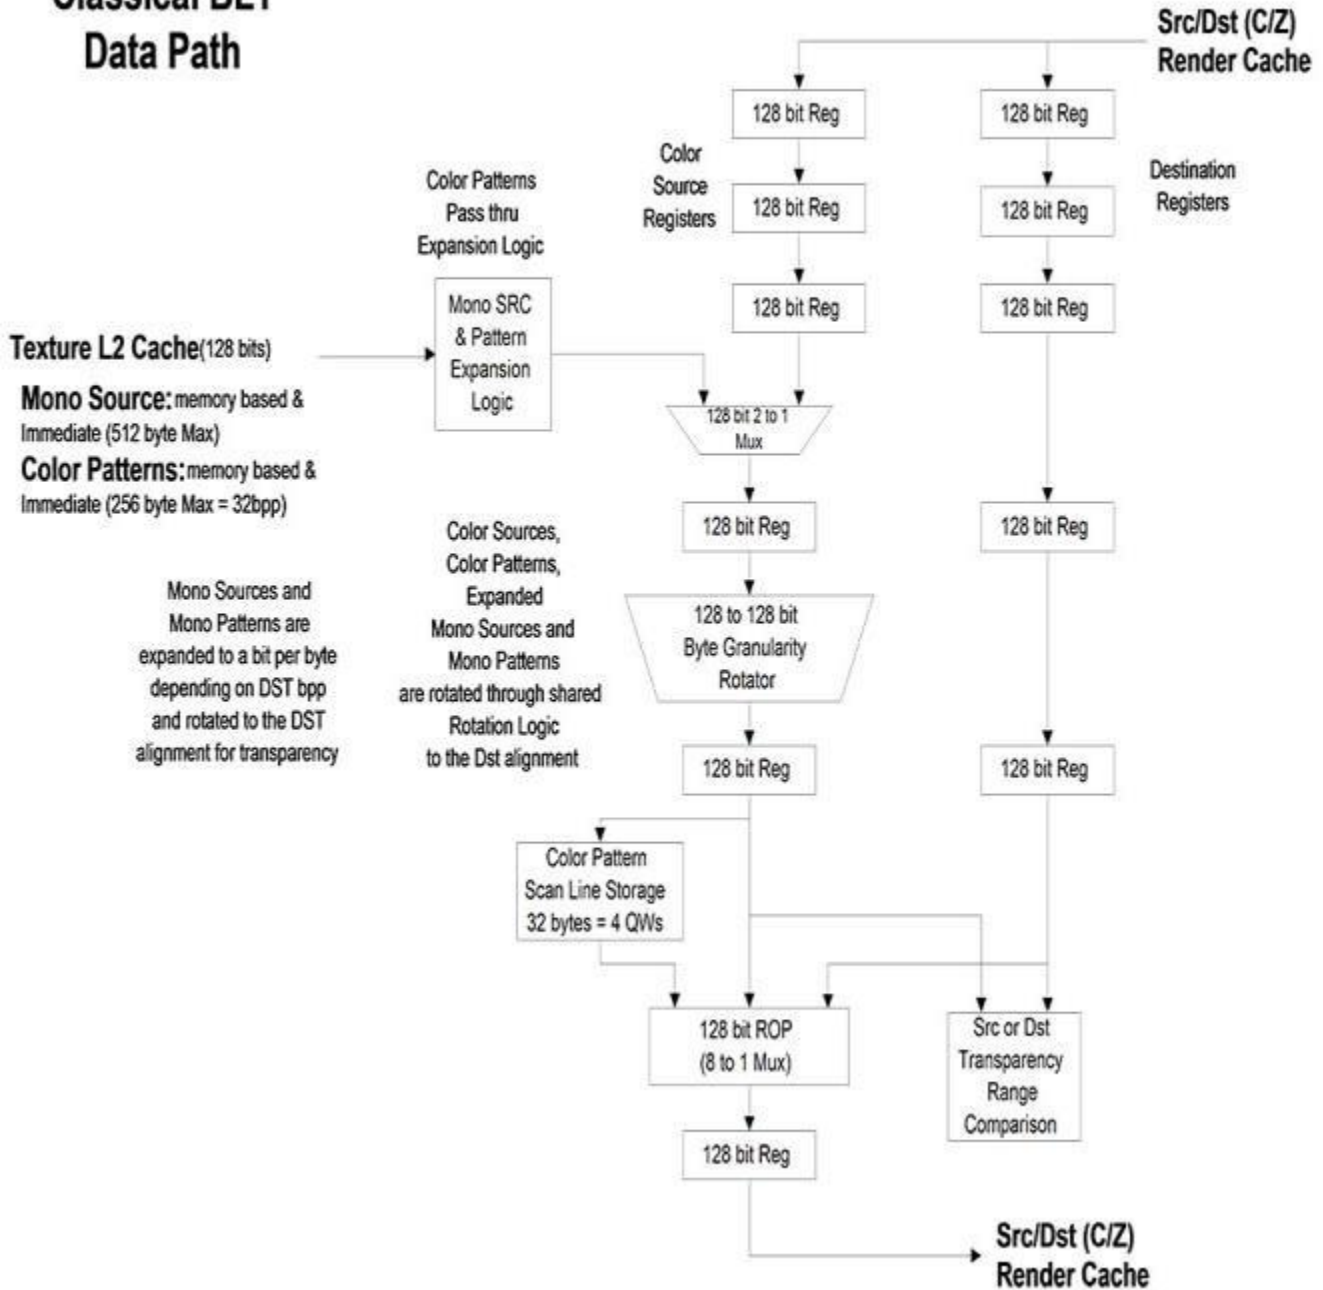 Classical BLT
Data Path
Src/Dst (C/Z)
Render Cache
128 bit Reg
128 bit Reg
Color
Source
Registers
128 bit Reg
128 bit Reg
Destination
Registers
Color Patterns
Pass thru
Expansion Logic
128 bit Reg
128 bit Reg
Mono SRC
& Pattern
Expansion
Logic
Texture L2 Cache(128 bits)
Mono Source: memory based &
Immediate (512 byte Max)
Color Patterns: memory based &
Immediate (256 byte Max = 32bpp)
128 bit 2 to 1
Mux
128 bit Reg
128 bit Reg
Mono Sources and
Mono Patterns are
expanded to a bit per byte
depending on DST bpp
and rotated to the DST
alignment for transparency
Color Sources,
Color Patterns,
Expanded
Mono Sources and
Mono Patterns
are rotated through shared
Rotation Logic
to the Dst alignment
128 to 128 bit
Byte Granularity
Rotator
128 bit Reg
128 bit Reg
Color Pattern
Scan Line Storage
32 bytes = 4 QWs
128 bit ROP
(8 to 1 Mux)
Src or Dst
Transparency
Range
Comparison
128 bit Reg
Src/Dst (C/Z)
Render Cache